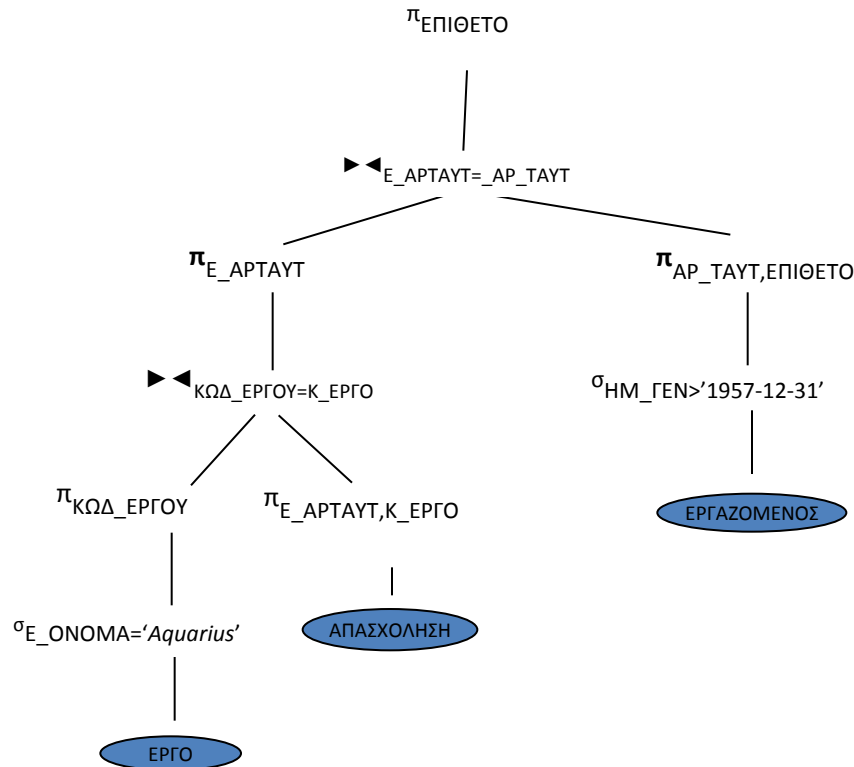 πΕΠΙΘΕΤΟ
►◄Ε_ΑΡΤΑΥΤ=_ΑΡ_ΤΑΥΤ
πΕ_ΑΡΤΑΥΤ
πΑΡ_ΤΑΥΤ,ΕΠΙΘΕΤΟ
►◄ΚΩΔ_ΕΡΓΟΥ=Κ_ΕΡΓΟ
σΗΜ_ΓΕΝ>’1957-12-31’
πΚΩΔ_ΕΡΓΟΥ
πΕ_ΑΡΤΑΥΤ,Κ_ΕΡΓΟ
ΕΡΓΑΖΟΜΕΝΟΣ
σΕ_ΟΝΟΜΑ=‘Aquarius’
ΑΠΑΣΧΟΛΗΣΗ
ΕΡΓΟ